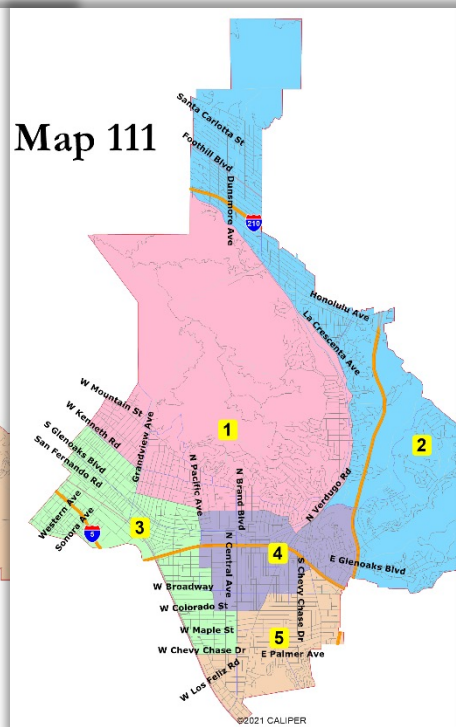 Map 111
Santa Carlotta St
Foothill Blvd
Dunsmore Ave
210
Honolulu Ave
La Crescenta Ave
W Mountain St
W Kenneth Rd
Grandview Ave
S Glenoaks Blvd
San Fernando Rd
1
2
N Pacific Ave
N Brand Blvd
N Verdugo Rd
Western Ave
Sonora Ave
5
3
N Central Ave
4
S Chevy Chase Dr
E Glenoaks Blvd
W Broadway
W Colorado St
W Maple St
5
W Chevy Chase Dr
E Palmer Ave
W Los Feliz Rd
©2021 CALIPER